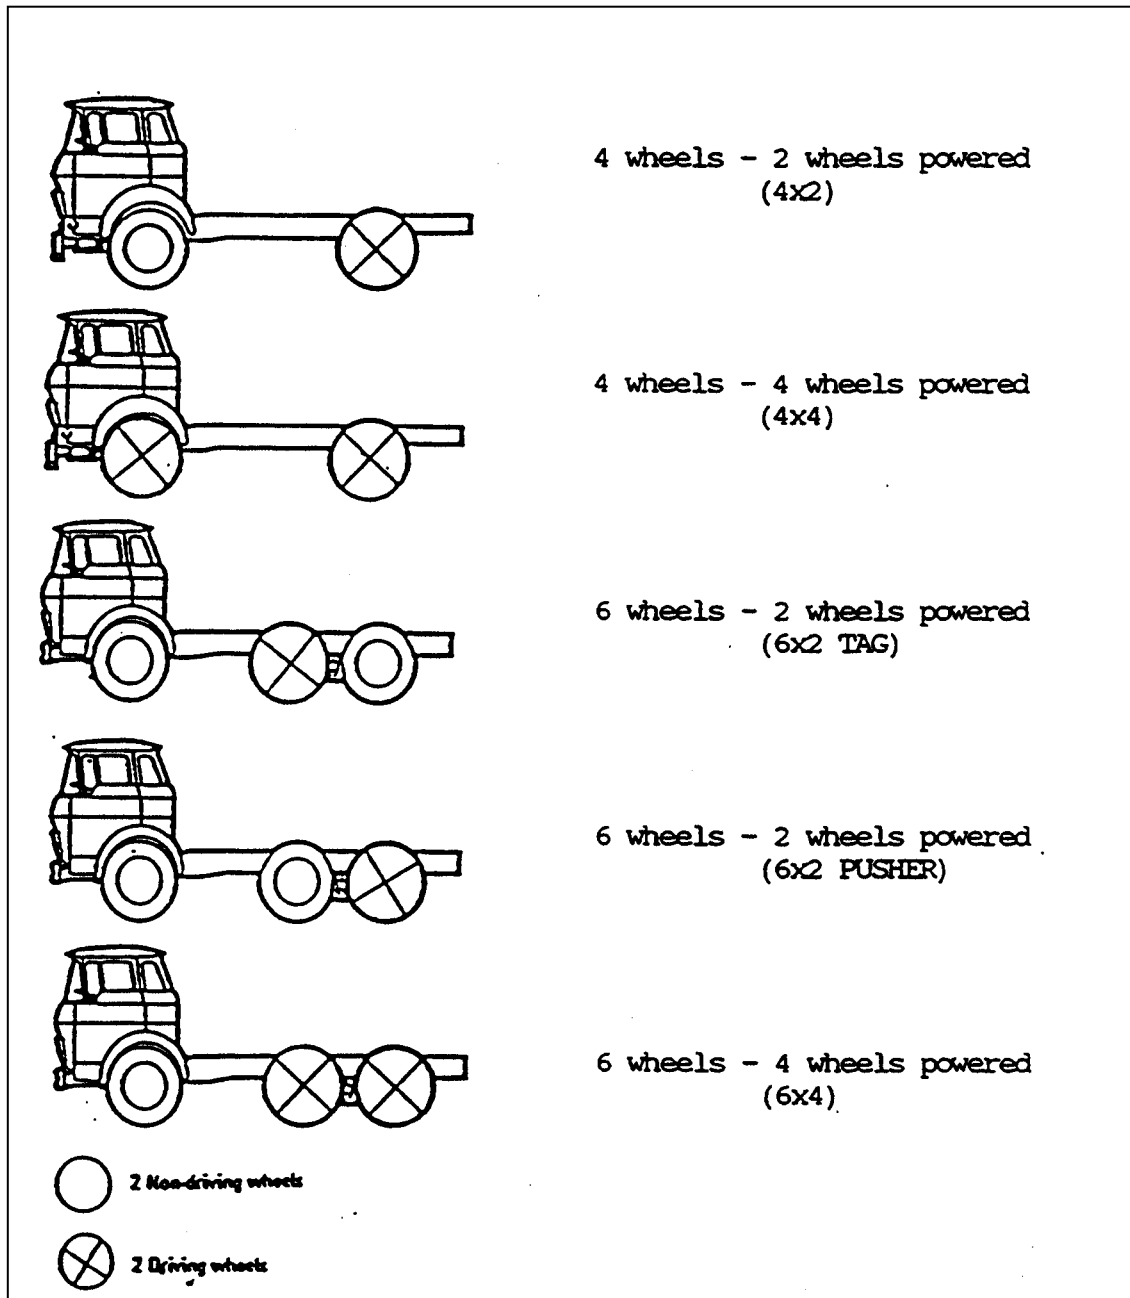 4 wheels - 2 wheels powered
(4x2)
4 wheels - 4 wheels powered
(4x4)
6 wheels - 2 wheels powered
(6x2 TAG)
6 wheels - 2 wheels powered
(6x2 PUSHER)
6 wheels - 4 wheels powered
(6x4)
2 Non-driving wheels
2 Driving wheels